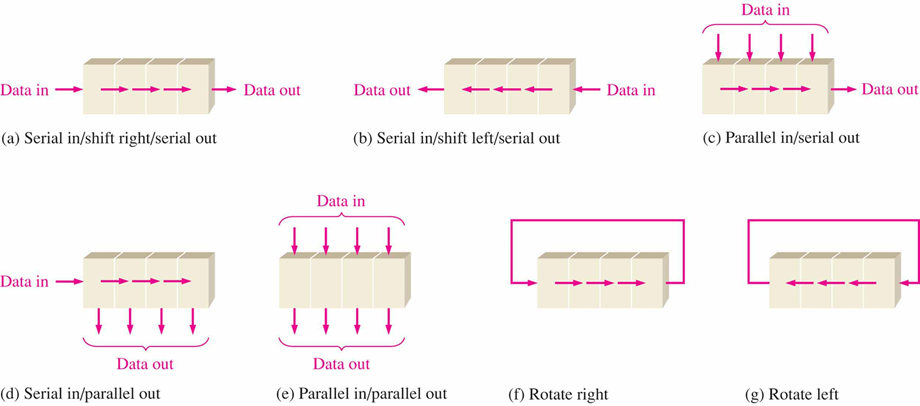 Data in
Data out
(a) Serial in/shift right/serial out
Data out
Data in
(b) Serial in/shift left/serial out
Data in
Data out
(c) Parallel in/serial out
Data in
Data out
(d) Serial in/parallel out
Data in
Data out
(e) Parallel in/parallel out
(f) Rotate right
(g) Rotate left